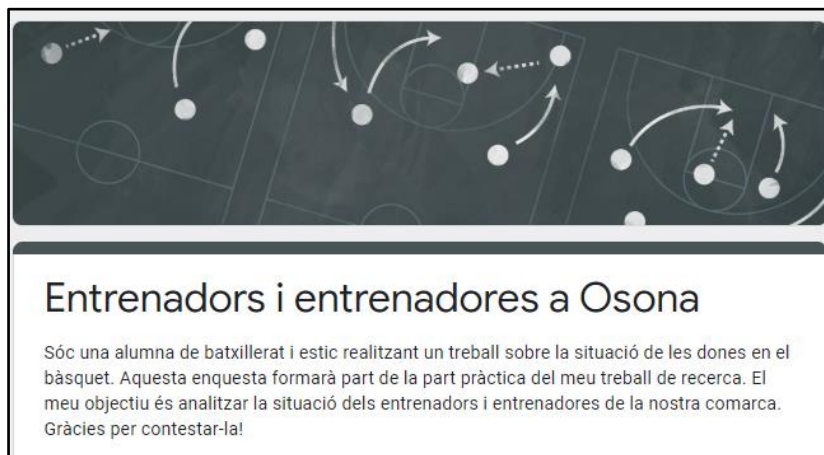 Entrenadors i entrenadores a Osona
Sóc una alumna de batxillerat i estic realitzant un treball sobre la situació de les dones en el
bàsquet. Aquesta enquesta formarà part de la part pràctica del meu treball de recerca. El
meu objectiu és analitzar la situació dels entrenadors i entrenadores de la nostra comarca.
Gràcies per contestar-la!